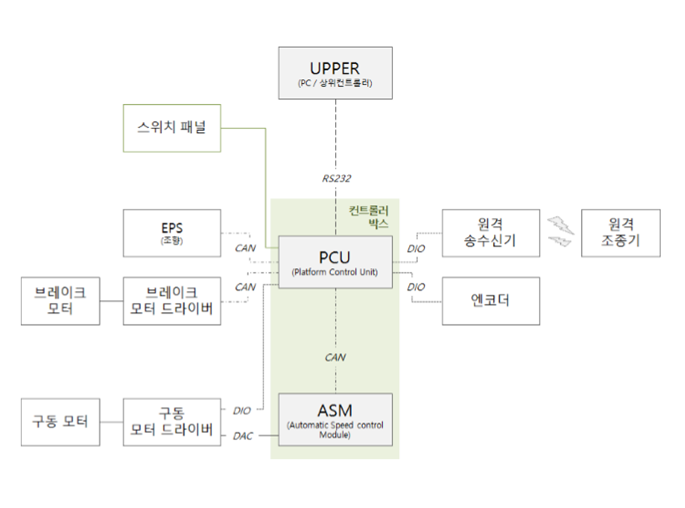 UPPER
(PC / 상위컨트롤러)
스위치 패널
RS232
컨트롤러
박스
EPS
(조향)
CAN
PCU
(Platform Control Unit)
DIO
원격
송수신기
원격
조종기
브레이크
모터
브레이크
모터 드라이버
CAN
DIO
엔코더
CAN
구동 모터
구동
모터 드라이버
DIO
DAC
ASM
(Automatic Speed control
Module)